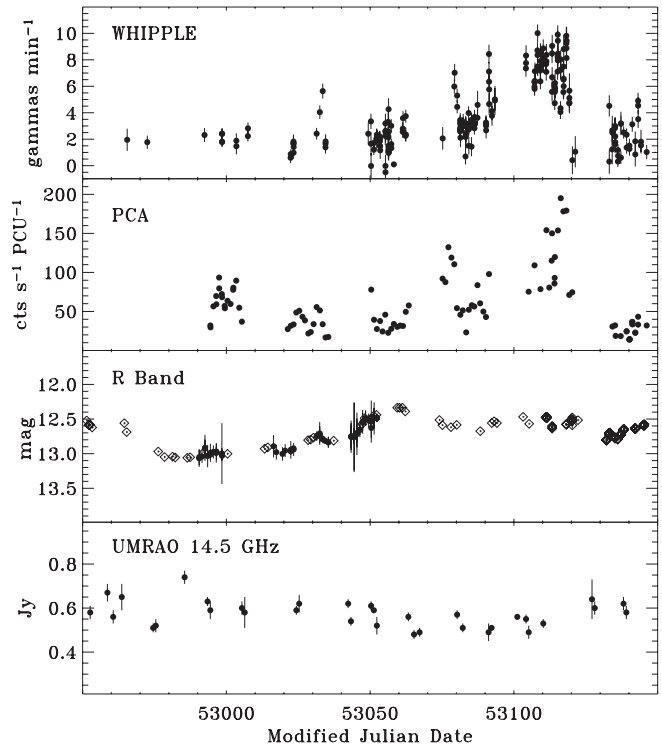 WHIPPLE
gammas min⁻¹
10
8
6
4
2
0
PCA
cts s⁻¹ PCU⁻¹
200
150
100
50
R Band
mag
12.0
12.5
13.0
13.5
UMRAO 14.5 GHz
Jy
0.8
0.6
0.4
53000
53050
53100
Modified Julian Date